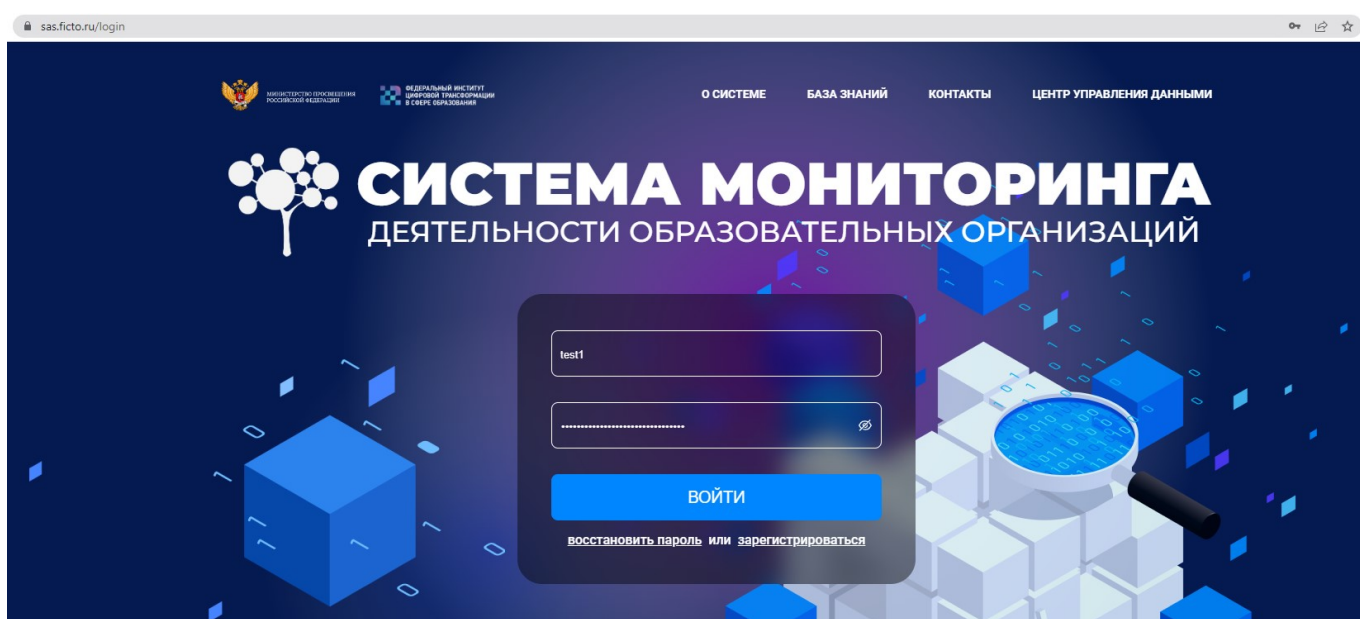 sas.ficto.ru/login
МИНИСТЕРСТВО ПРОСВЕЩЕНИЯ
РОССИЙСКОЙ ФЕДЕРАЦИИ
ФЕДЕРАЛЬНЫЙ ИНСТИТУТ
ЦИФРОВОЙ ТРАНСФОРМАЦИИ
В СФЕРЕ ОБРАЗОВАНИЯ
О СИСТЕМЕ БАЗА ЗНАНИЙ КОНТАКТЫ ЦЕНТР УПРАВЛЕНИЯ ДАННЫМИ
СИСТЕМА МОНИТОРИНГА
ДЕЯТЕЛЬНОСТИ ОБРАЗОВАТЕЛЬНЫХ ОРГАНИЗАЦИЙ
test1
ВОЙТИ
восстановить пароль или зарегистрироваться